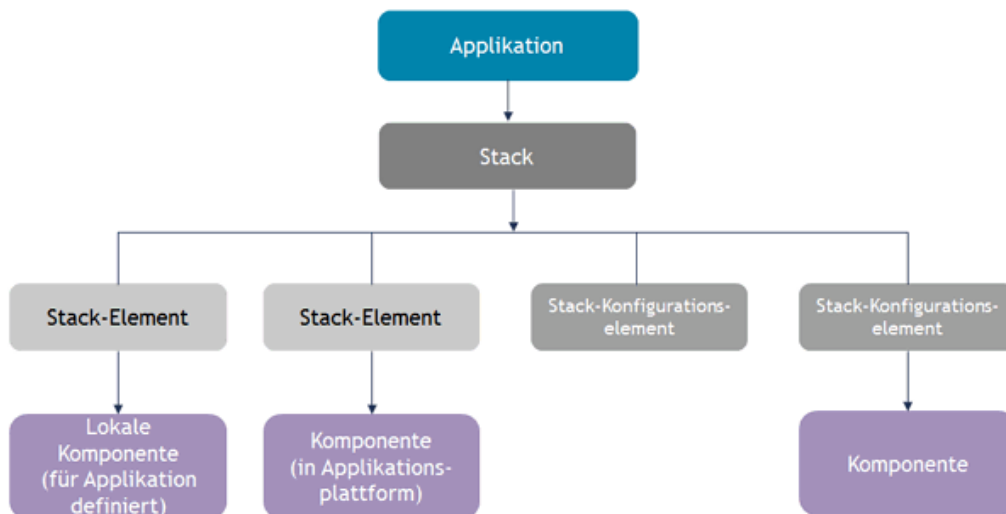 Applikation
Stack
Stack-Element
Stack-Element
Stack-Konfigurations-
element
Stack-Konfigurations-
element
Lokale
Komponente
(für Applikation
definiert)
Komponente
(in Applikations-
plattform)
Komponente